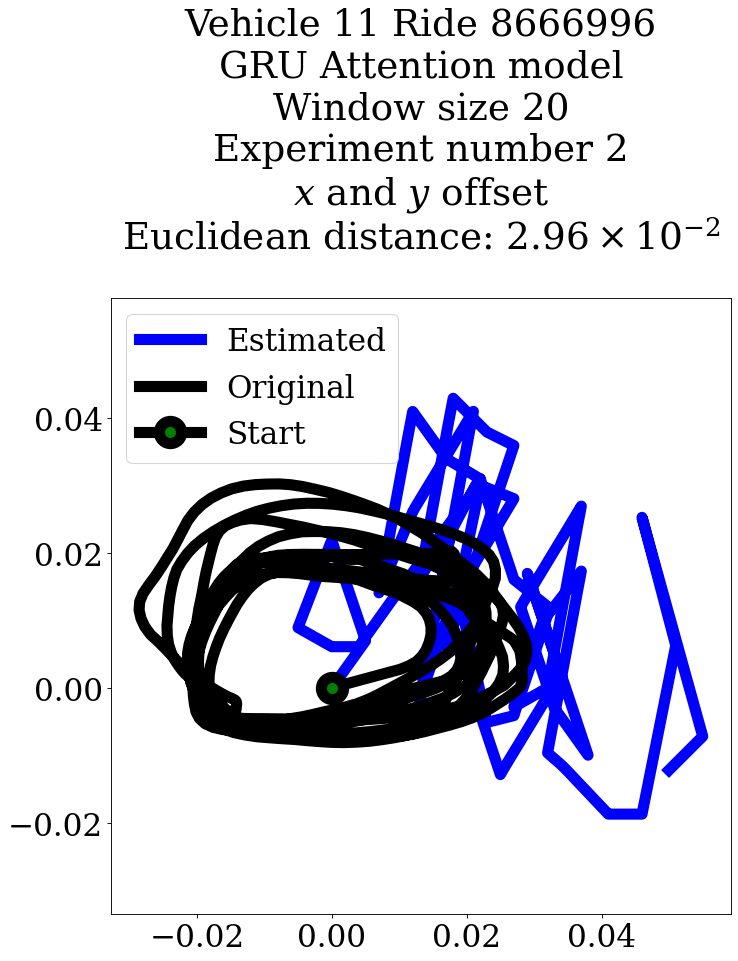 Vehicle 11 Ride 8666996
GRU Attention model
Window size 20
Experiment number 2
x and y offset
Euclidean distance: 2.96 × 10⁻²
Estimated
Original
Start
0.04
0.02
0.00
−0.02
−0.02 0.00 0.02 0.04